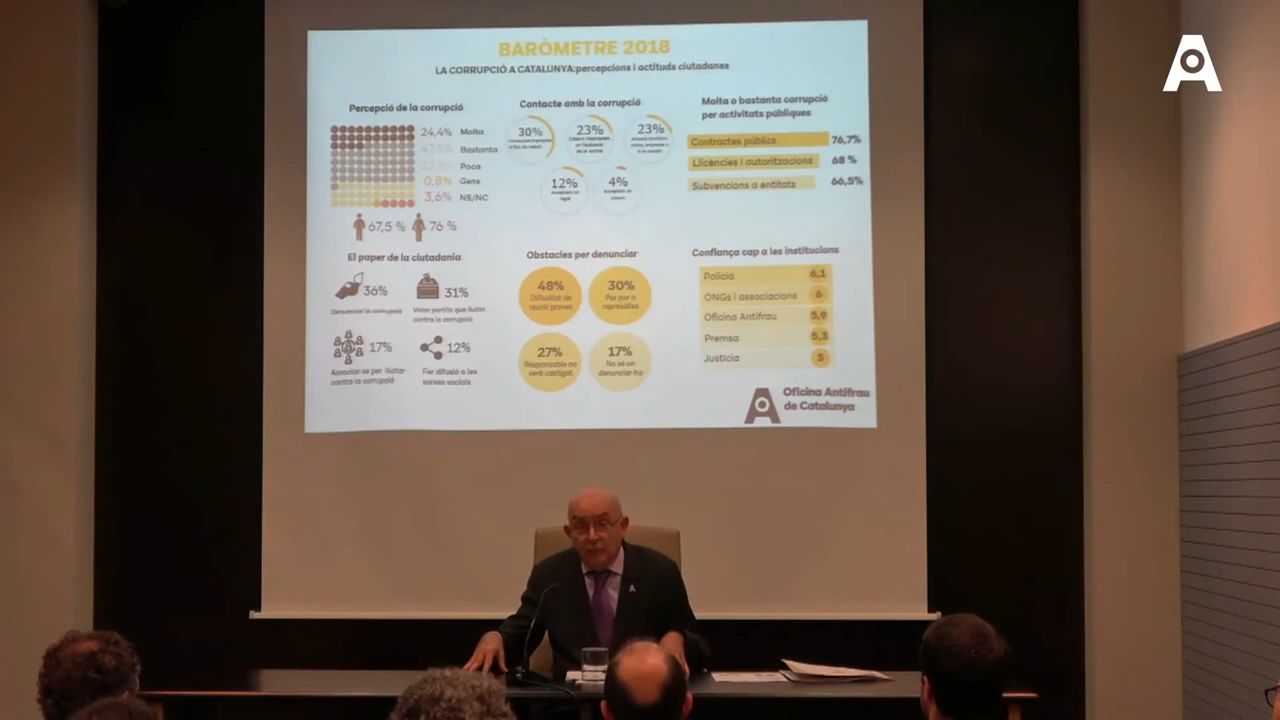 BARÒMETRE 2018
LA CORRUPCIÓ A CATALUNYA:percepcions i actituds ciutadanes
Percepció de la corrupció
24,4% Molta
47,5% Bastanta
Poca
0,8% Gens
3,6% NS/NC
67,5 % 76 %
Contacte amb la corrupció
30%
23%
23%
12%
4%
Molta o bastanta corrupció
per activitats públiques
Contractes públics 76,7%
Llicències i autoritzacions 68 %
Subvencions a entitats 66,5%
El paper de la ciutadania
36%
Denunciar la corrupció
31%
Votar partits que lluitin
contra la corrupció
17%
Associar-se per lluitar
contra la corrupció
12%
Fer difusió a les
xarxes socials
Obstacles per denunciar
48%
Dificultat de
reunir proves
30%
Por per a
represàlies
27%
Responsable no
serà castigat
17%
No sé on
denunciar-ho
Confiança cap a les institucions
Policia 6,1
ONGs i associacions 6
Oficina Antifrau 5,9
Premsa 5,3
Justícia 5
Oficina Antifrau
de Catalunya